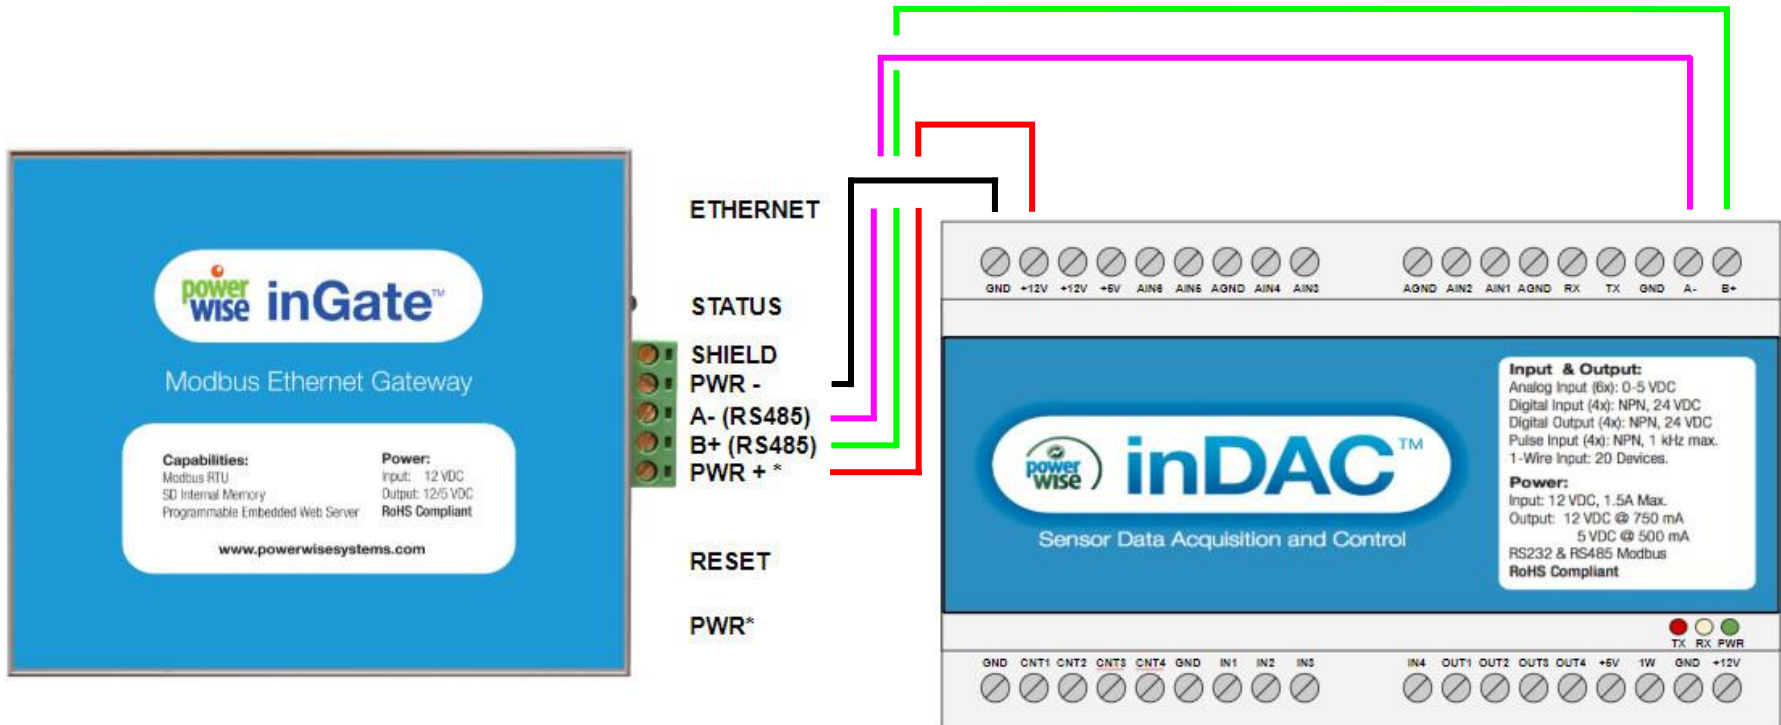 power
wise inGate™
Modbus Ethernet Gateway
Capabilities:
Modbus RTU
SD Internal Memory
Programmable Embedded Web Server
Power:
Input: 12 VDC
Output: 12/5 VDC
RoHS Compliant
www.powerwisesystems.com
ETHERNET
STATUS
SHIELD
PWR -
A- (RS485)
B+ (RS485)
PWR + *
RESET
PWR*
GND +12V +12V +5V AIN6 AIN5 AGND AIN4 AIN3 AGND AIN2 AIN1 AGND RX TX GND A- B+
power
wise inDAC™
Sensor Data Acquisition and Control
Input & Output:
Analog Input (6x): 0-5 VDC
Digital Input (4x): NPN, 24 VDC
Digital Output (4x): NPN, 24 VDC
Pulse Input (4x): NPN, 1 kHz max.
1-Wire Input: 20 Devices.
Power:
Input: 12 VDC, 1.5A Max.
Output: 12 VDC @ 750 mA
5 VDC @ 500 mA
RS232 & RS485 Modbus
RoHS Compliant
TX RX PWR
GND CNT1 CNT2 CNT3 CNT4 GND IN1 IN2 IN3 IN4 OUT1 OUT2 OUT3 OUT4 +5V 1W GND +12V